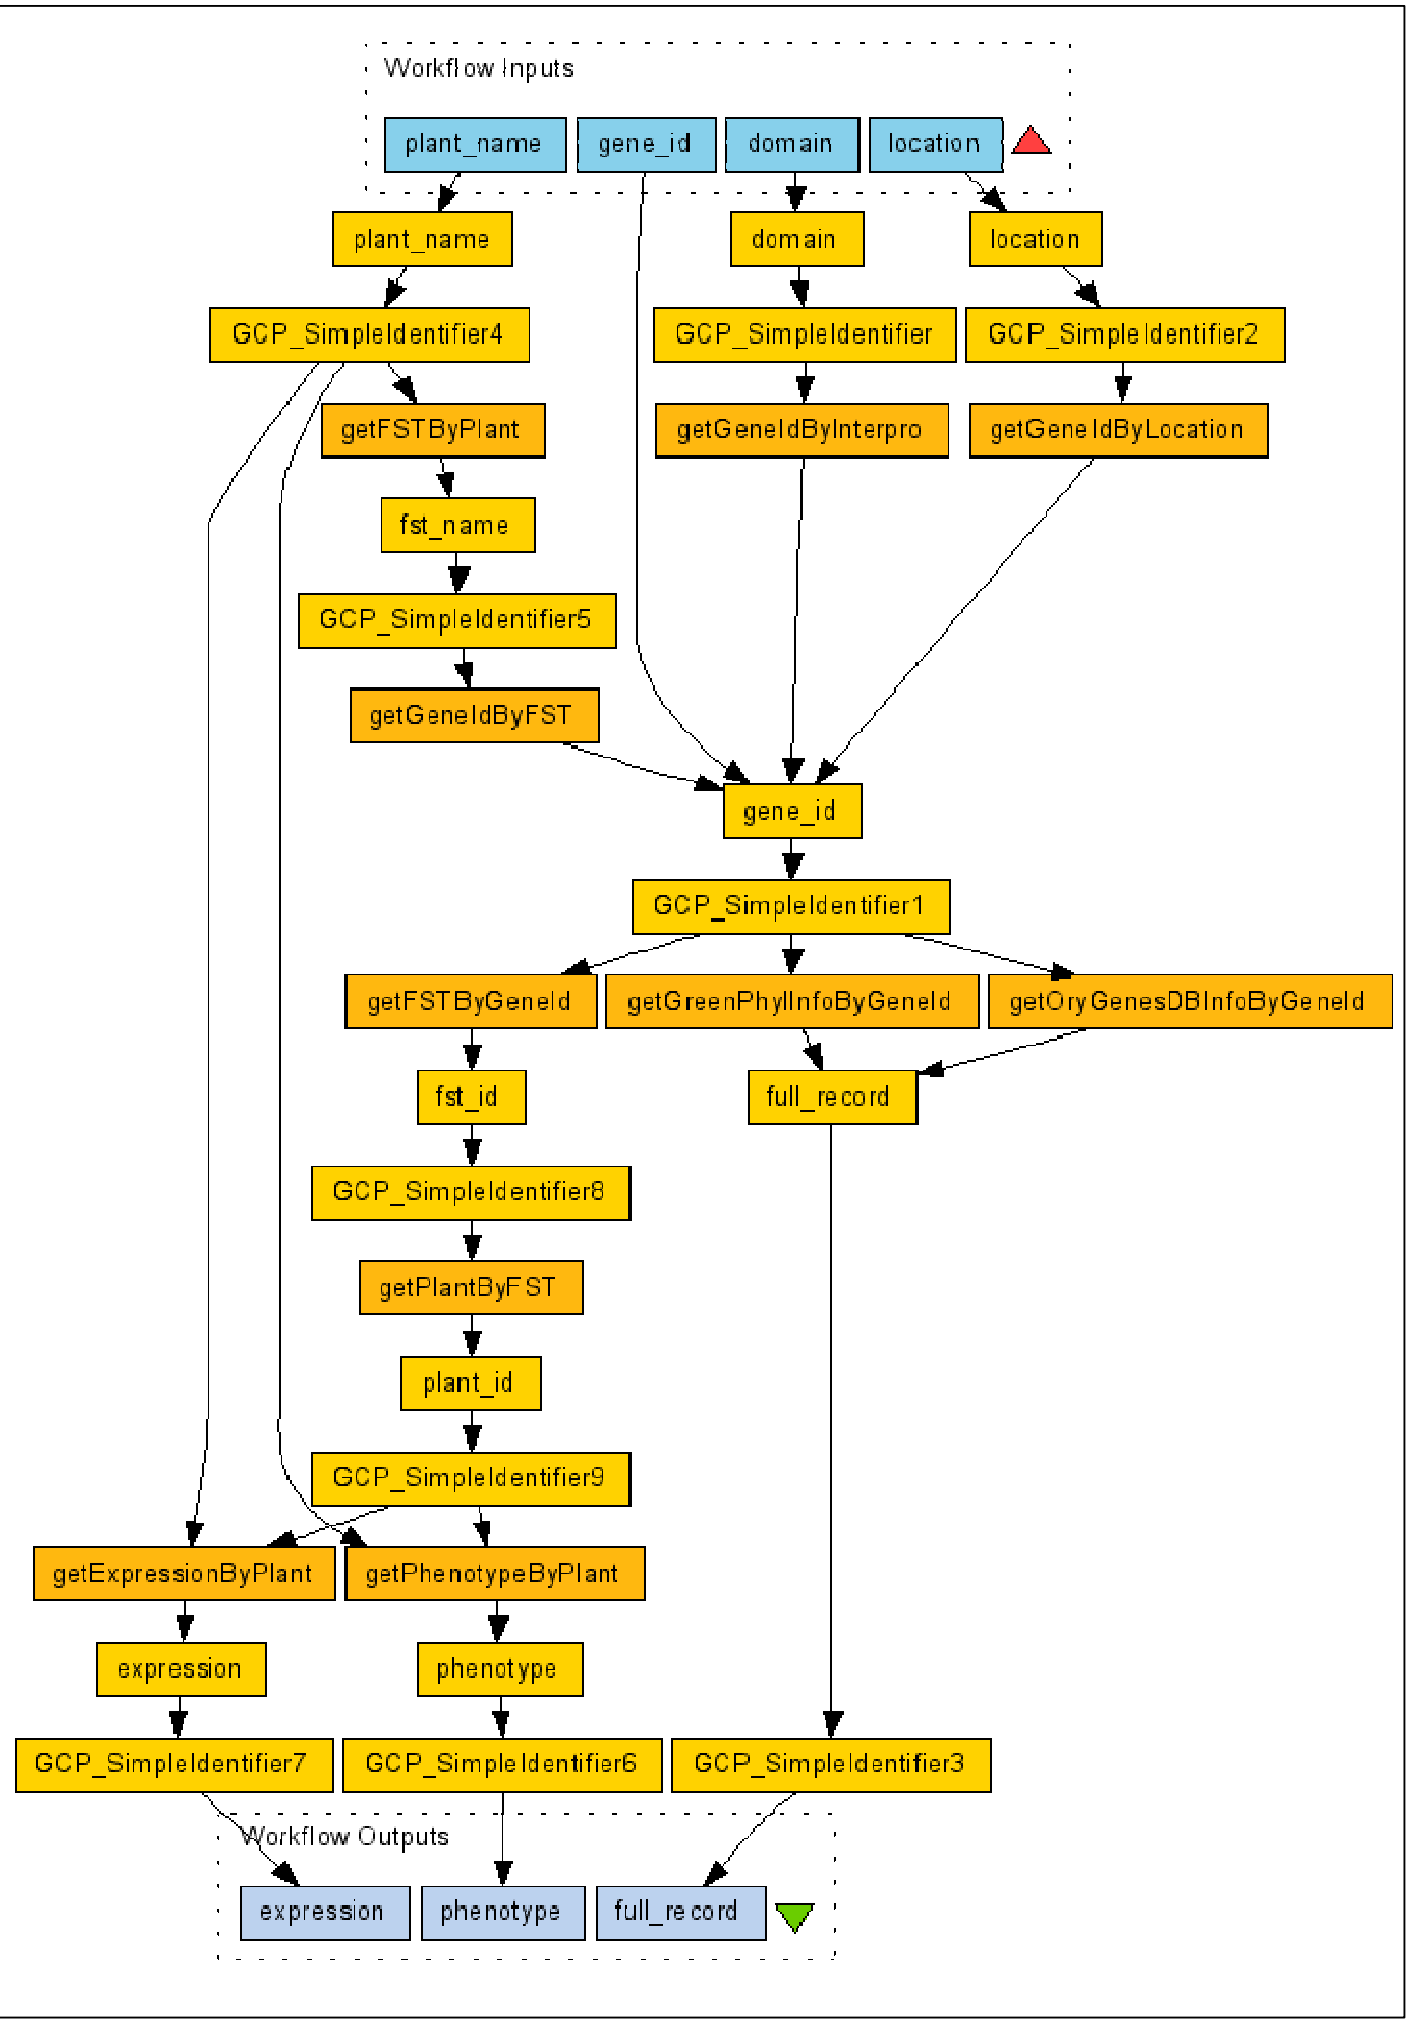 Workflow Inputs
plant_name
gene_id
domain
location
plant_name
domain
location
GCP_SimpleIdentifier4
GCP_SimpleIdentifier
GCP_SimpleIdentifier2
getFSTByPlant
getGeneIdByInterpro
getGeneIdByLocation
fst_name
GCP_SimpleIdentifier5
getGeneIdByFST
gene_id
GCP_SimpleIdentifier1
getFSTByGeneId
getGreenPhylInfoByGeneId
getOryGenesDBInfoByGeneId
fst_id
full_record
GCP_SimpleIdentifier8
getPlantByFST
plant_id
GCP_SimpleIdentifier9
getExpressionByPlant
getPhenotypeByPlant
expression
phenotype
GCP_SimpleIdentifier7
GCP_SimpleIdentifier6
GCP_SimpleIdentifier3
Workflow Outputs
expression
phenotype
full_record